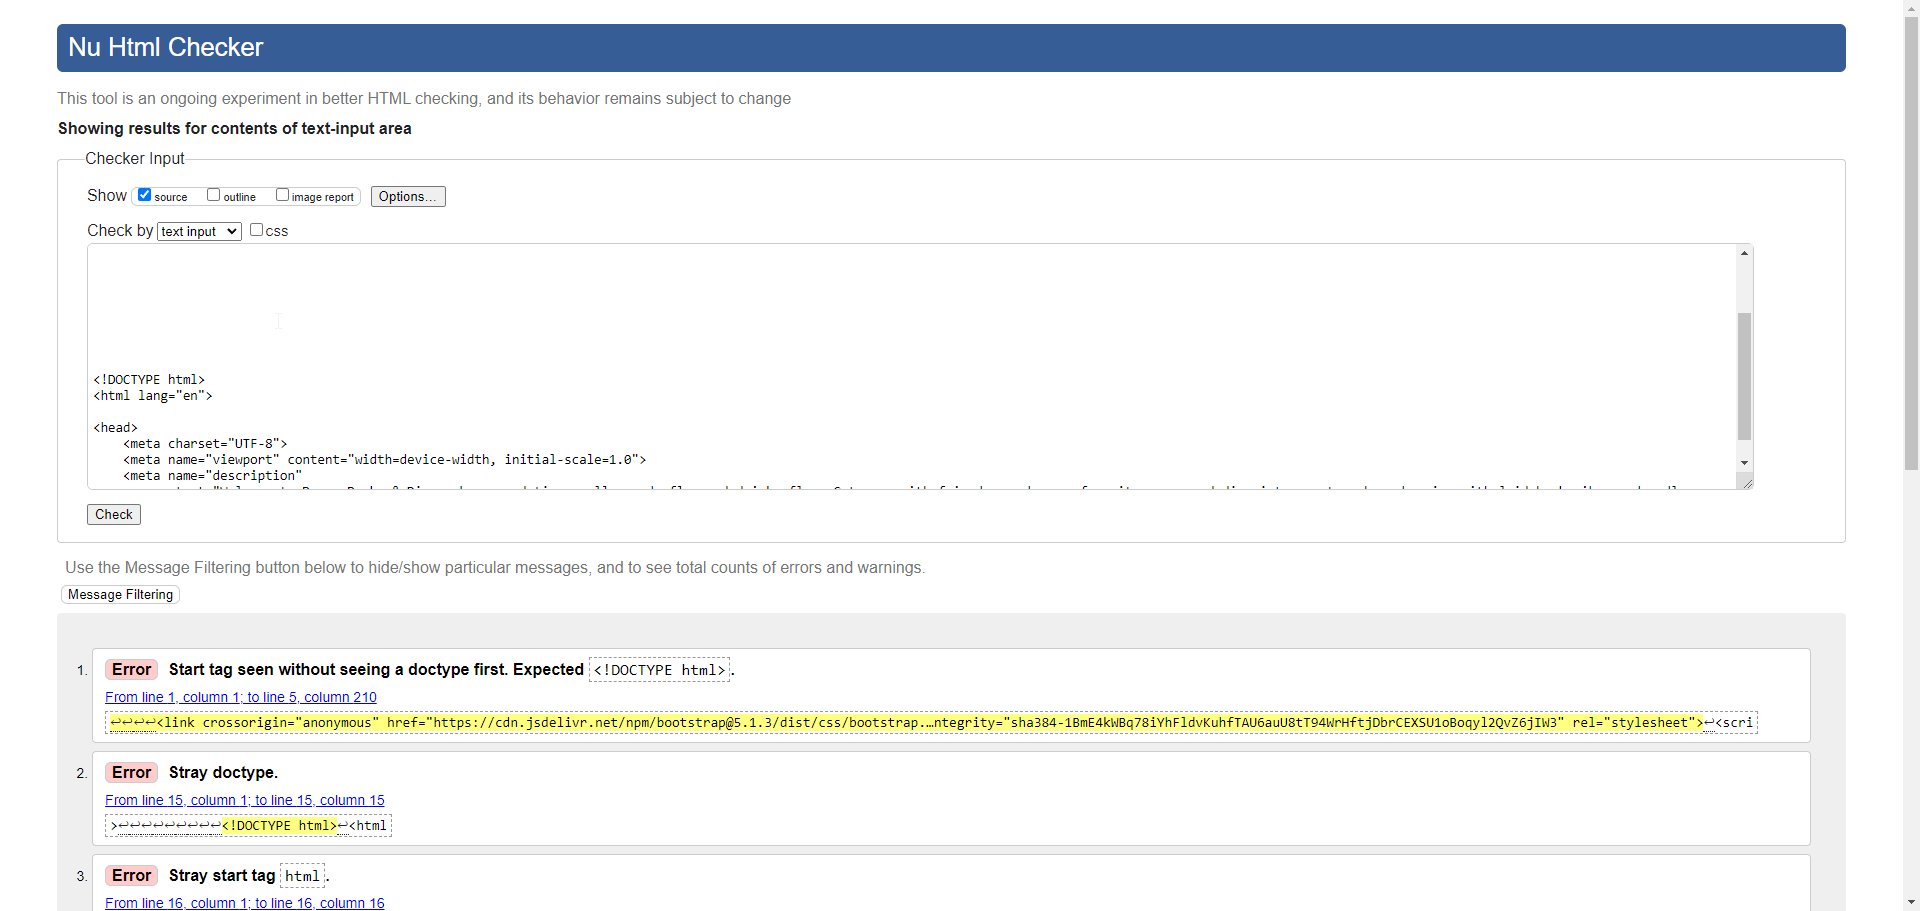 Nu Html Checker
This tool is an ongoing experiment in better HTML checking, and its behavior remains subject to change
Showing results for contents of text-input area
Checker Input
Show source outline image report Options...
Check by text input css
<!DOCTYPE html>
<html lang="en">
<head>
<meta charset="UTF-8">
<meta name="viewport" content="width=device-width, initial-scale=1.0">
<meta name="description"
Check
Use the Message Filtering button below to hide/show particular messages, and to see total counts of errors and warnings.
Message Filtering
1. Error Start tag seen without seeing a doctype first. Expected <!DOCTYPE html>.
From line 1, column 1; to line 5, column 210
↩↩↩↩<link crossorigin="anonymous" href="https://cdn.jsdelivr.net/npm/bootstrap@5.1.3/dist/css/bootstrap.…ntegrity="sha384-1BmE4kWBq78iYhFldvKuhfTAU6auU8tT94WrHftjDbrCEXSU1oBoqyl2QvZ6jIW3" rel="stylesheet">↩<scri
2. Error Stray doctype.
From line 15, column 1; to line 15, column 15
>↩↩↩↩↩↩↩↩↩<!DOCTYPE html>↩<html
3. Error Stray start tag html.
From line 16, column 1; to line 16, column 16